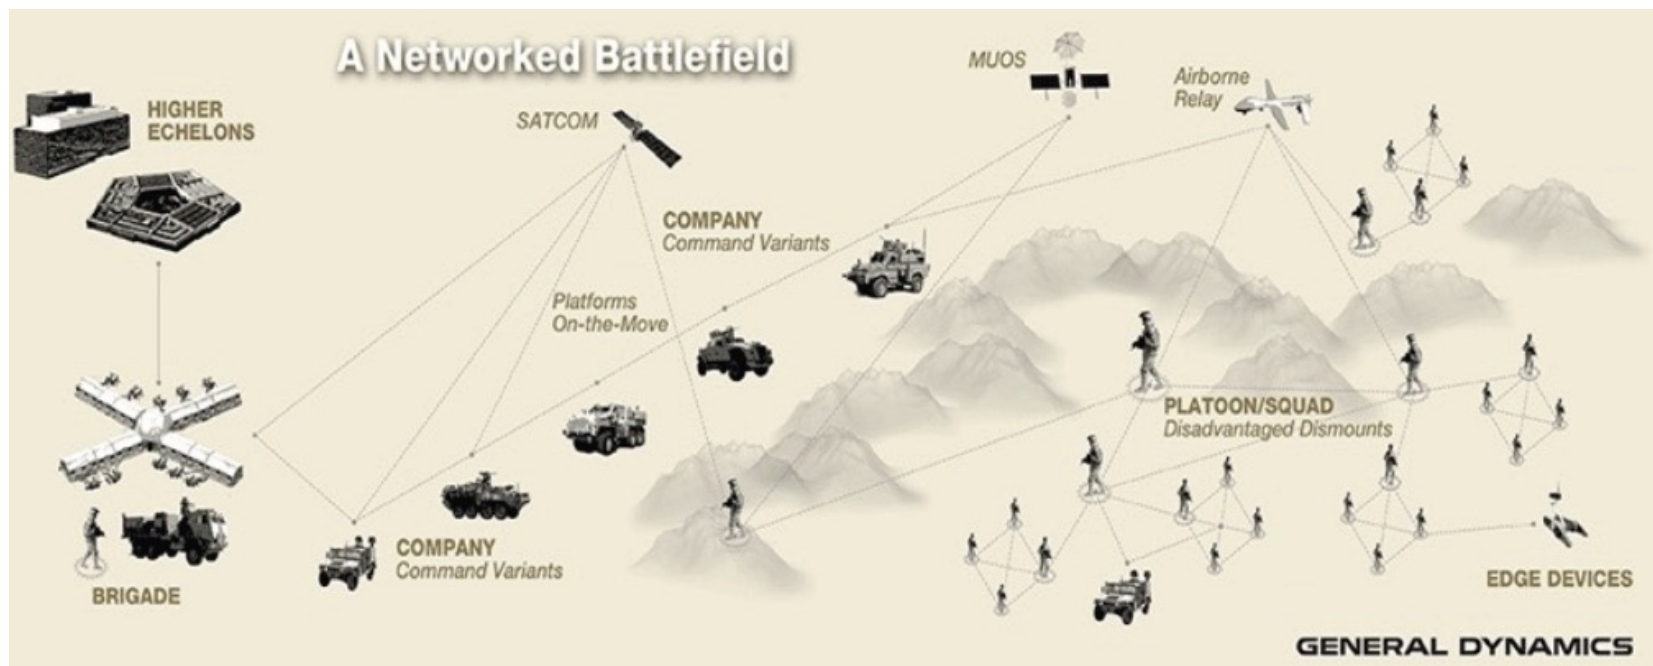 A Networked Battlefield
HIGHER
ECHELONS
SATCOM
MUOS
Airborne
Relay
COMPANY
Command Variants
Platforms
On-the-Move
PLATOON/SQUAD
Disadvantaged Dismounts
COMPANY
Command Variants
BRIGADE
EDGE DEVICES
GENERAL DYNAMICS